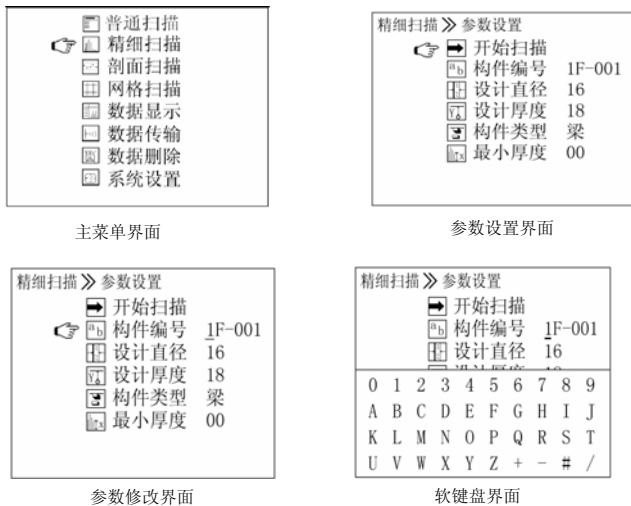 普通扫描
精细扫描
剖面扫描
网格扫描
数据显示
数据传输
数据删除
系统设置
主菜单界面
精细扫描 》 参数设置
开始扫描
构件编号 1F-001
设计直径 16
设计厚度 18
构件类型 梁
最小厚度 00
参数设置界面
精细扫描 》 参数设置
开始扫描
构件编号 1F-001
设计直径 16
设计厚度 18
构件类型 梁
最小厚度 00
参数修改界面
精细扫描 》 参数设置
开始扫描
构件编号 1F-001
设计直径 16
0 1 2 3 4 5 6 7 8 9
A B C D E F G H I J
K L M N O P Q R S T
U V W X Y Z + - # /
软键盘界面